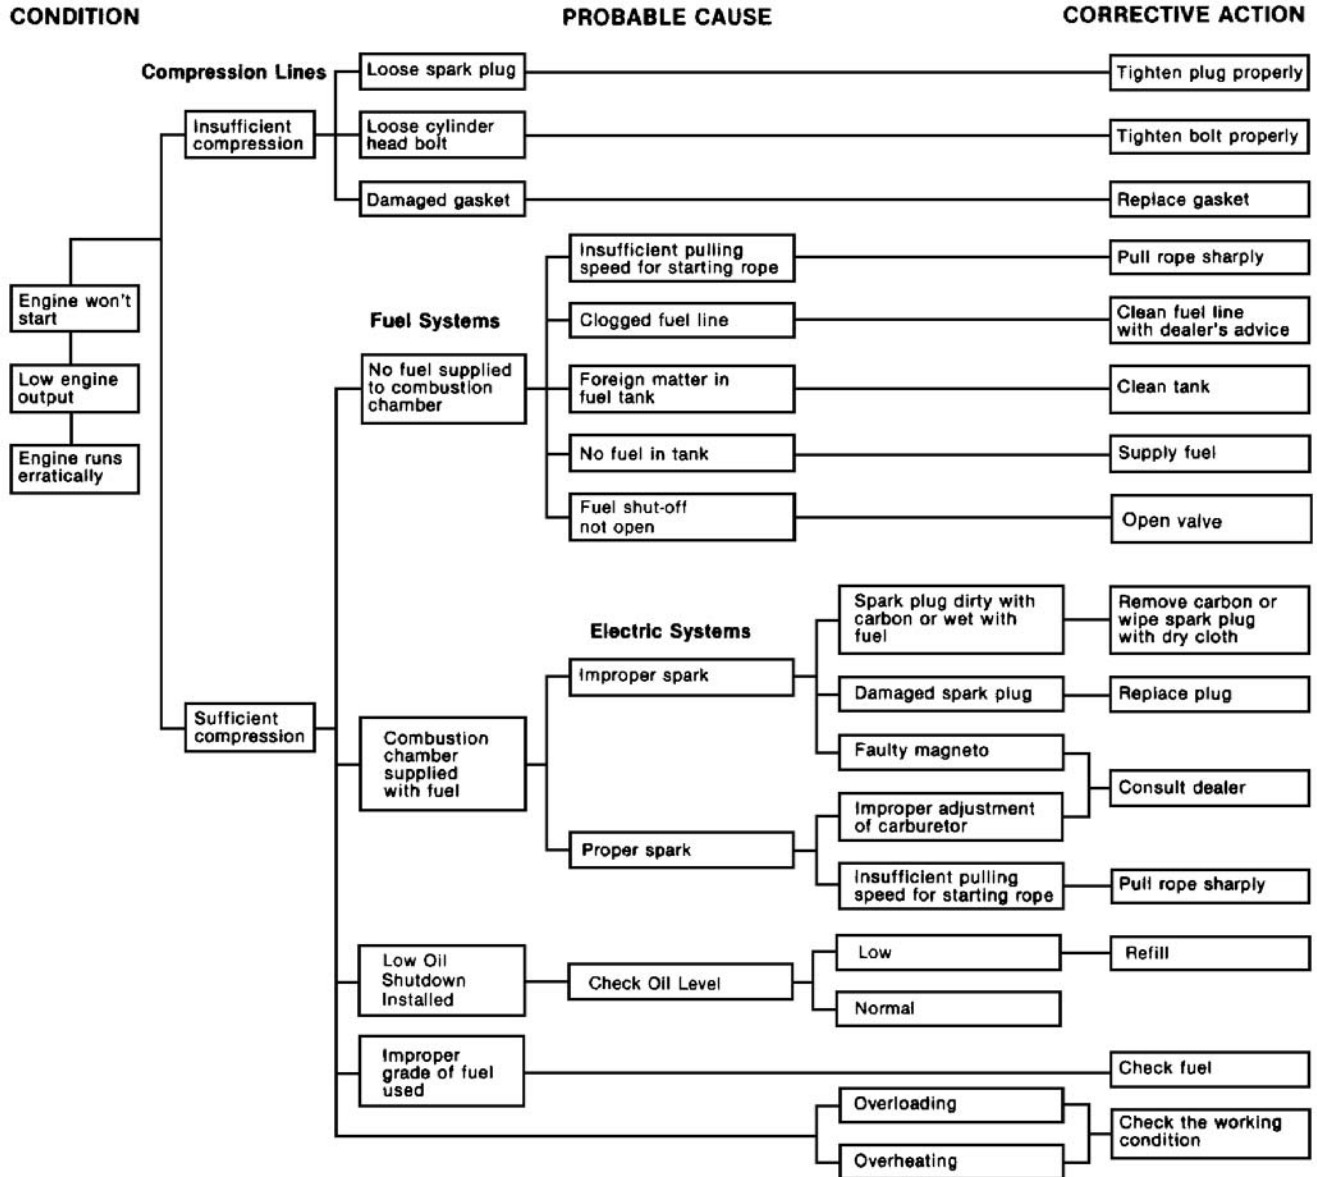 CONDITION
PROBABLE CAUSE
CORRECTIVE ACTION
Compression Lines
Loose spark plug
Tighten plug properly
Insufficient
compression
Loose cylinder
head bolt
Tighten bolt properly
Damaged gasket
Replace gasket
Engine won't
start
Low engine
output
Engine runs
erratically
Fuel Systems
No fuel supplied
to combustion
chamber
Insufficient pulling
speed for starting rope
Pull rope sharply
Clogged fuel line
Clean fuel line
with dealer's advice
Foreign matter in
fuel tank
Clean tank
No fuel in tank
Supply fuel
Fuel shut-off
not open
Open valve
Sufficient
compression
Combustion
chamber
supplied
with fuel
Electric Systems
Improper spark
Spark plug dirty with
carbon or wet with
fuel
Remove carbon or
wipe spark plug
with dry cloth
Damaged spark plug
Replace plug
Faulty magneto
Consult dealer
Proper spark
Improper adjustment
of carburetor
Insufficient pulling
speed for starting rope
Pull rope sharply
Low Oil
Shutdown
Installed
Check Oil Level
Low
Refill
Normal
Improper
grade of fuel
used
Check fuel
Overloading
Check the working
condition
Overheating